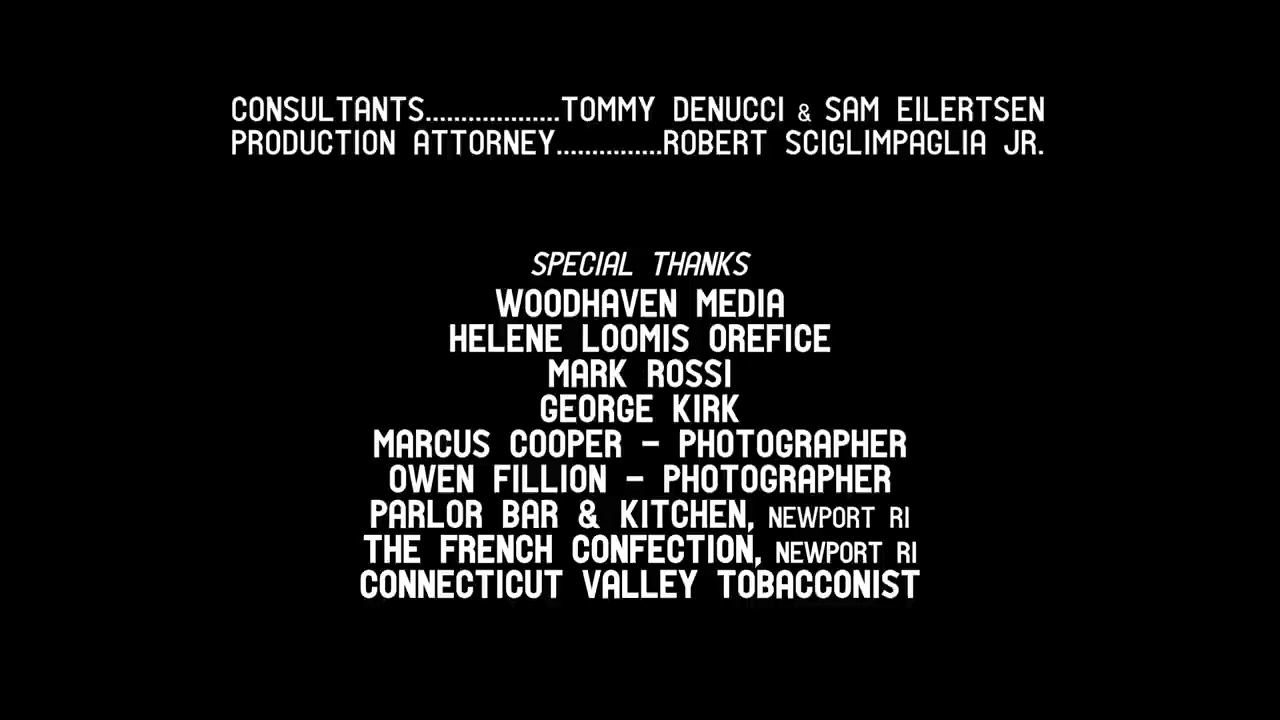 CONSULTANTS...................TOMMY DENUCCI & SAM EILERTSEN
PRODUCTION ATTORNEY...............ROBERT SCIGLIMPAGLIA JR.
SPECIAL THANKS
WOODHAVEN MEDIA
HELENE LOOMIS OREFICE
MARK ROSSI
GEORGE KIRK
MARCUS COOPER – PHOTOGRAPHER
OWEN FILLION – PHOTOGRAPHER
PARLOR BAR & KITCHEN, NEWPORT RI
THE FRENCH CONFECTION, NEWPORT RI
CONNECTICUT VALLEY TOBACCONIST